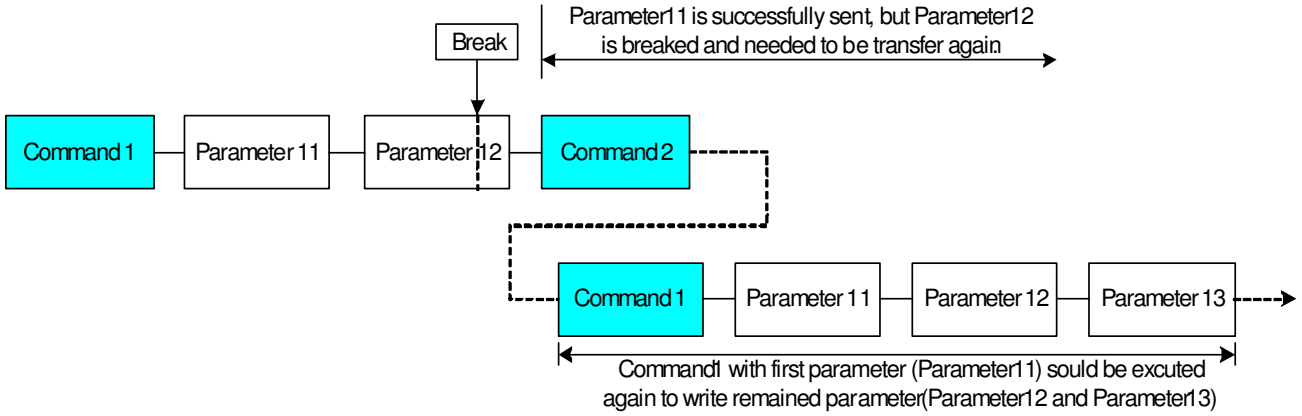 Parameter11 is successfully sent, but Parameter12
is breaked and needed to be transfer again.
Break
Command 1
Parameter 11
Parameter 12
Command 2
Command 1
Parameter 11
Parameter 12
Parameter 13
Command1 with first parameter (Parameter11) sould be excuted
again to write remained parameter(Parameter12 and Parameter13)